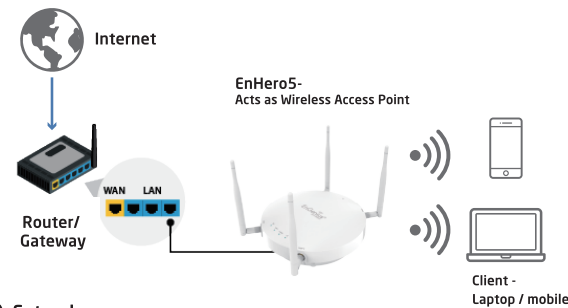 Internet
EnHero5-
Acts as Wireless Access Point
WAN LAN
Router/
Gateway
Client -
Laptop / mobile